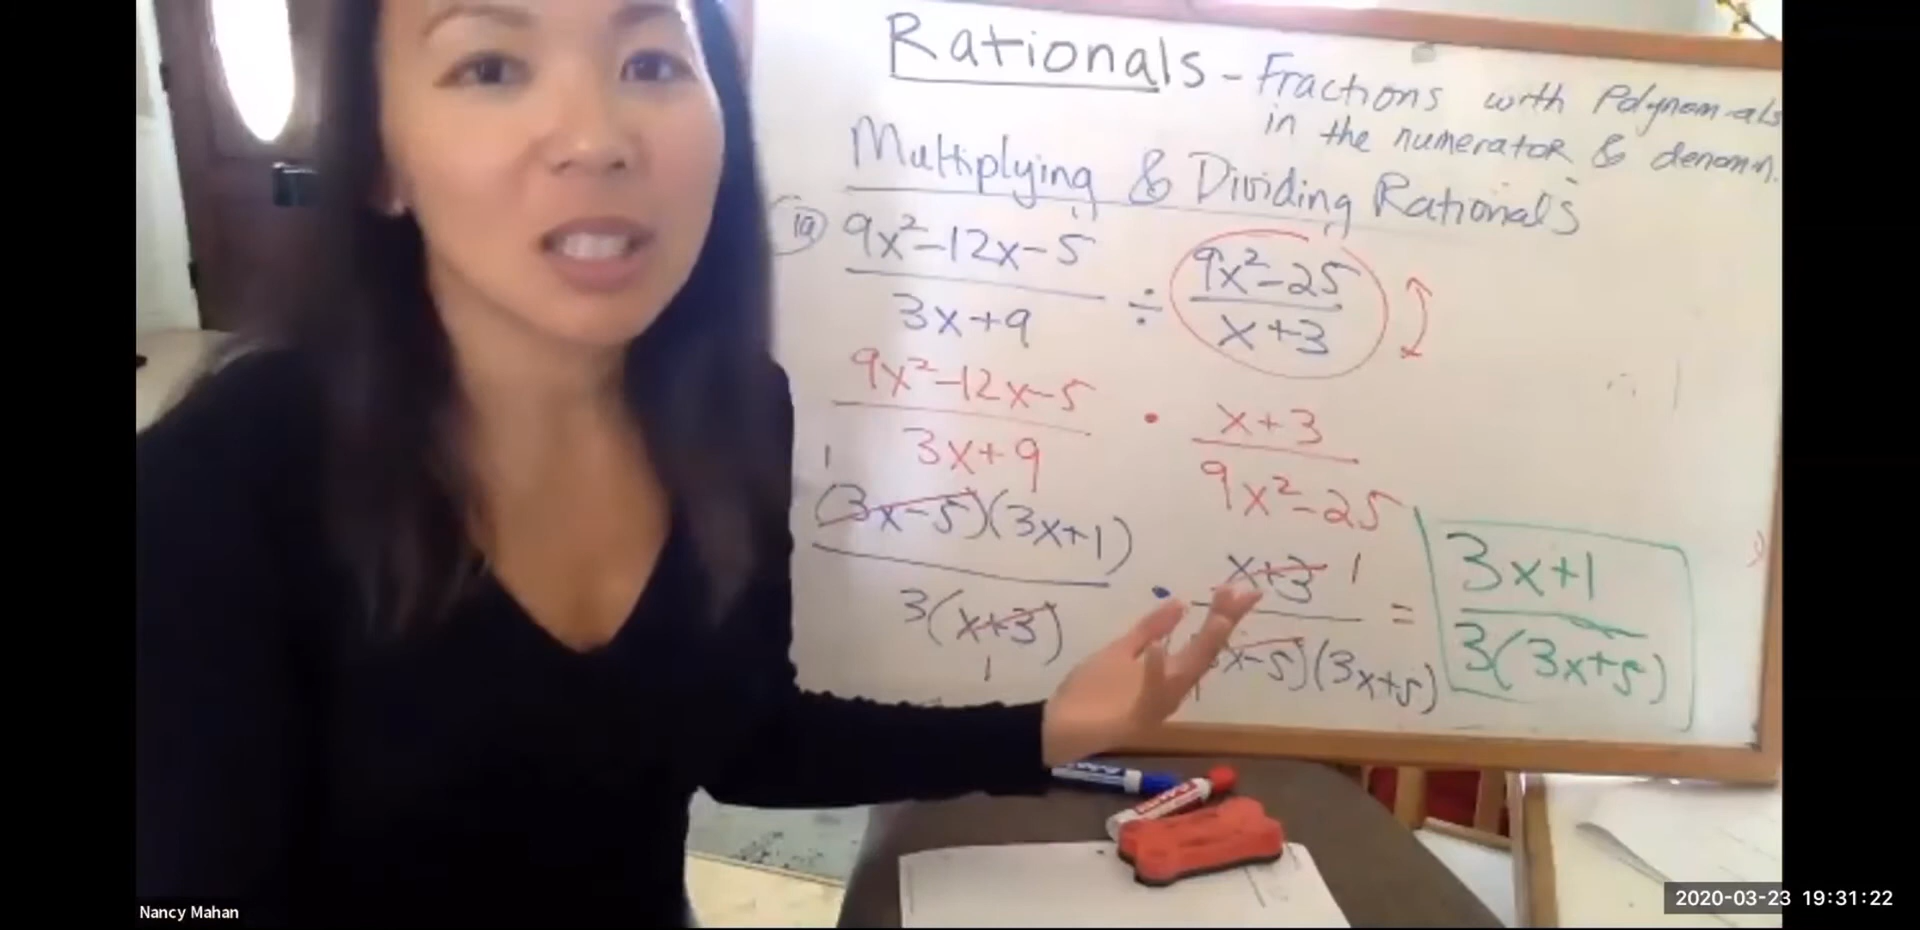 Rationals - Fractions with Polynomials
in the numerator & denom.
Multiplying & Dividing Rationals
1a 9x²-12x-5 ÷ 9x²-25
3x+9 x+3
9x²-12x-5 • x+3
3x+9 9x²-25
1
(3x-5)(3x+1) • x+3 1 = 3x+1
3(x+3) x-5)(3x+5) 3(3x+5)
1
Nancy Mahan
2020-03-23 19:31:22